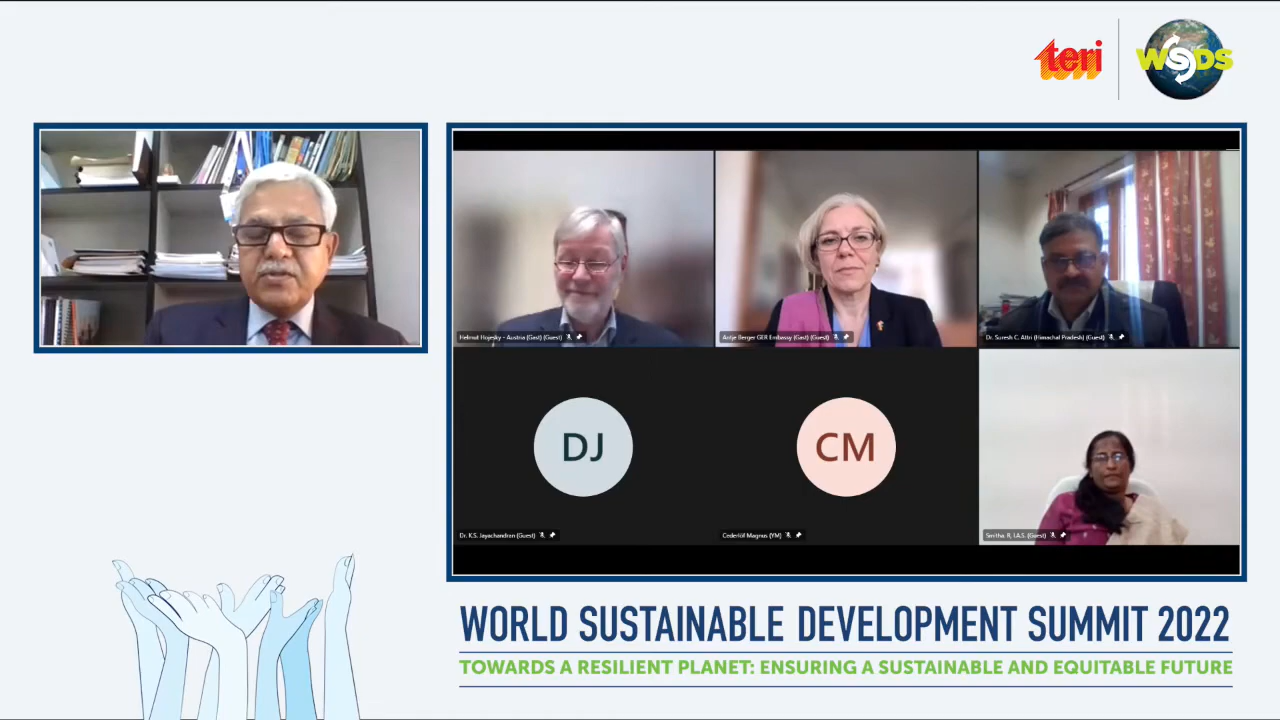 teri
WSDS
Helmut Hojesky - Austria (Gast) (Guest)
Antje Berger GER Embassy (Gast) (Guest)
Dr. Suresh C. Attri (Himachal Pradesh) (Guest)
DJ
CM
Dr. K.S. Jayachandran (Guest)
Cederlöf Magnus (YM)
Smitha. R, I.A.S. (Guest)
WORLD SUSTAINABLE DEVELOPMENT SUMMIT 2022
TOWARDS A RESILIENT PLANET: ENSURING A SUSTAINABLE AND EQUITABLE FUTURE